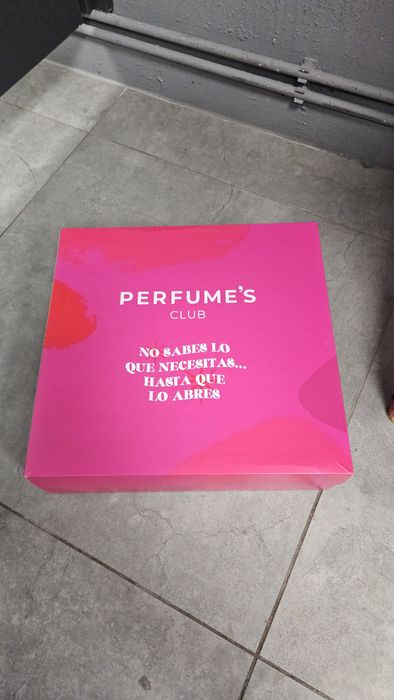 PERFUME'S
CLUB
NO SABES LO
QUE NECESITAS...
HASTA QUE
LO ABRES